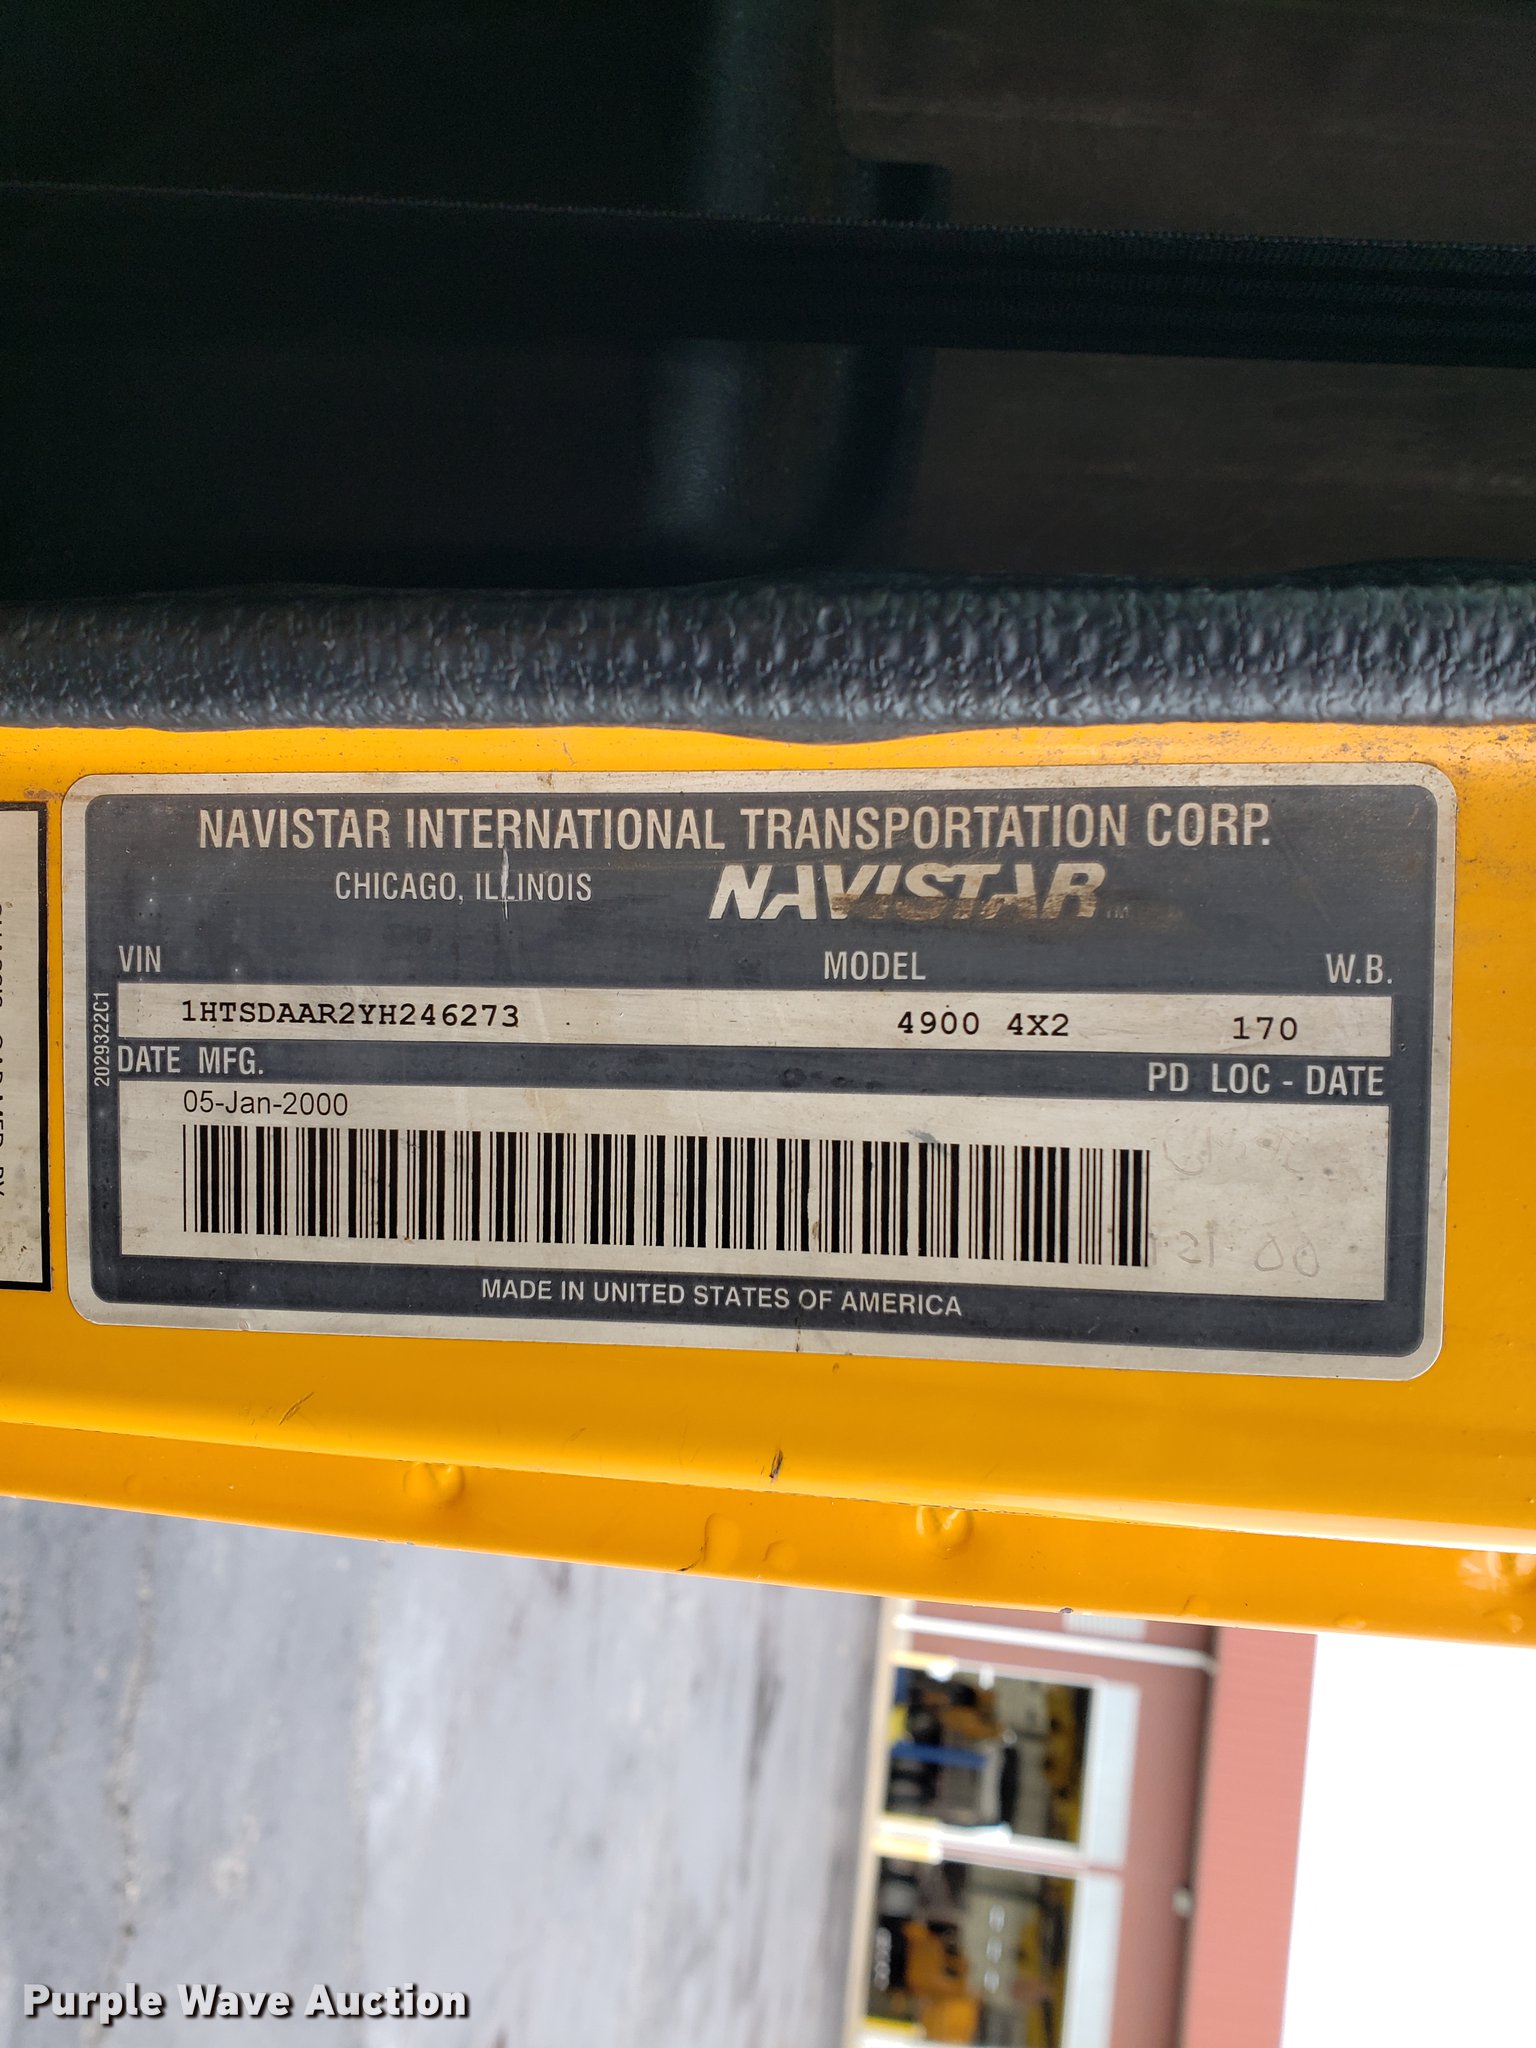 NAVISTAR INTERNATIONAL TRANSPORTATION CORP.
CHICAGO, ILLINOIS
NAVISTAR™
VIN MODEL W.B.
1HTSDAAR2YH246273 4900 4X2 170
2029322C1
DATE MFG. PD LOC - DATE
05-Jan-2000
MADE IN UNITED STATES OF AMERICA
Purple Wave Auction